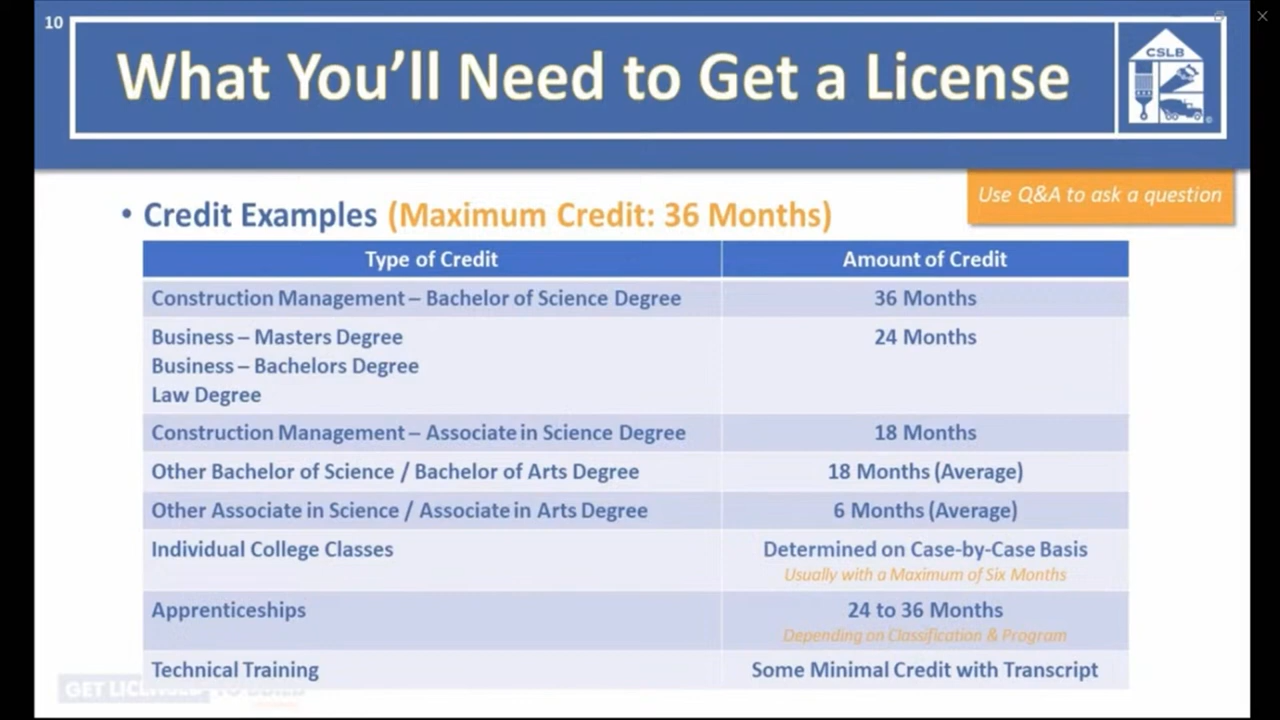 10
What You'll Need to Get a License
CSLB
Use Q&A to ask a question
• Credit Examples (Maximum Credit: 36 Months)
Type of Credit Amount of Credit
Construction Management – Bachelor of Science Degree 36 Months
Business – Masters Degree 24 Months
Business – Bachelors Degree
Law Degree
Construction Management – Associate in Science Degree 18 Months
Other Bachelor of Science / Bachelor of Arts Degree 18 Months (Average)
Other Associate in Science / Associate in Arts Degree 6 Months (Average)
Individual College Classes Determined on Case-by-Case Basis
Usually with a Maximum of Six Months
Apprenticeships 24 to 36 Months
Depending on Classification & Program
Technical Training Some Minimal Credit with Transcript
GET LICENSED TO BUILD